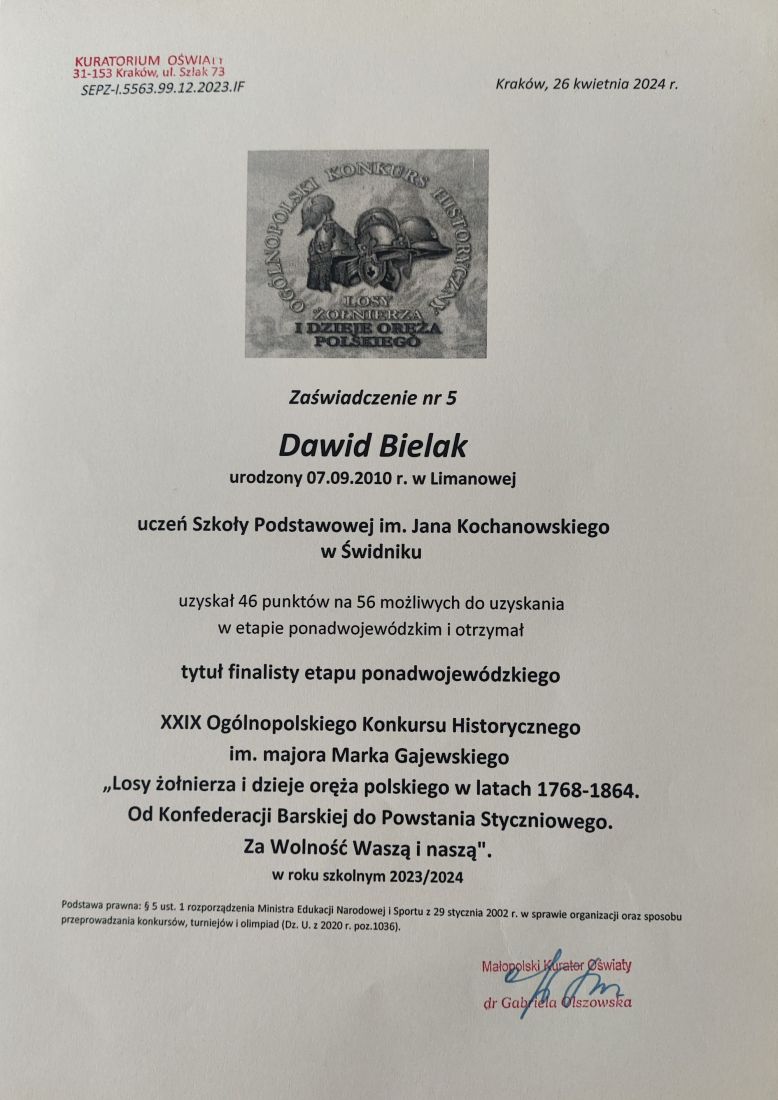 KURATORIUM OŚWIATY
31-153 Kraków, ul. Szlak 73
SEPZ-I.5563.99.12.2023.IF
Kraków, 26 kwietnia 2024 r.
OGÓLNOPOLSKI KONKURS HISTORYCZNY
LOSY
ŻOŁNIERZA
I DZIEJE ORĘŻA
POLSKIEGO
Zaświadczenie nr 5
Dawid Bielak
urodzony 07.09.2010 r. w Limanowej
uczeń Szkoły Podstawowej im. Jana Kochanowskiego
w Świdniku
uzyskał 46 punktów na 56 możliwych do uzyskania
w etapie ponadwojewódzkim i otrzymał
tytuł finalisty etapu ponadwojewódzkiego
XXIX Ogólnopolskiego Konkursu Historycznego
im. majora Marka Gajewskiego
„Losy żołnierza i dzieje oręża polskiego w latach 1768-1864.
Od Konfederacji Barskiej do Powstania Styczniowego.
Za Wolność Waszą i naszą".
w roku szkolnym 2023/2024
Podstawa prawna: § 5 ust. 1 rozporządzenia Ministra Edukacji Narodowej i Sportu z 29 stycznia 2002 r. w sprawie organizacji oraz sposobu
przeprowadzania konkursów, turniejów i olimpiad (Dz. U. z 2020 r. poz.1036).
Małopolski Kurator Oświaty
dr Gabriela Olszowska